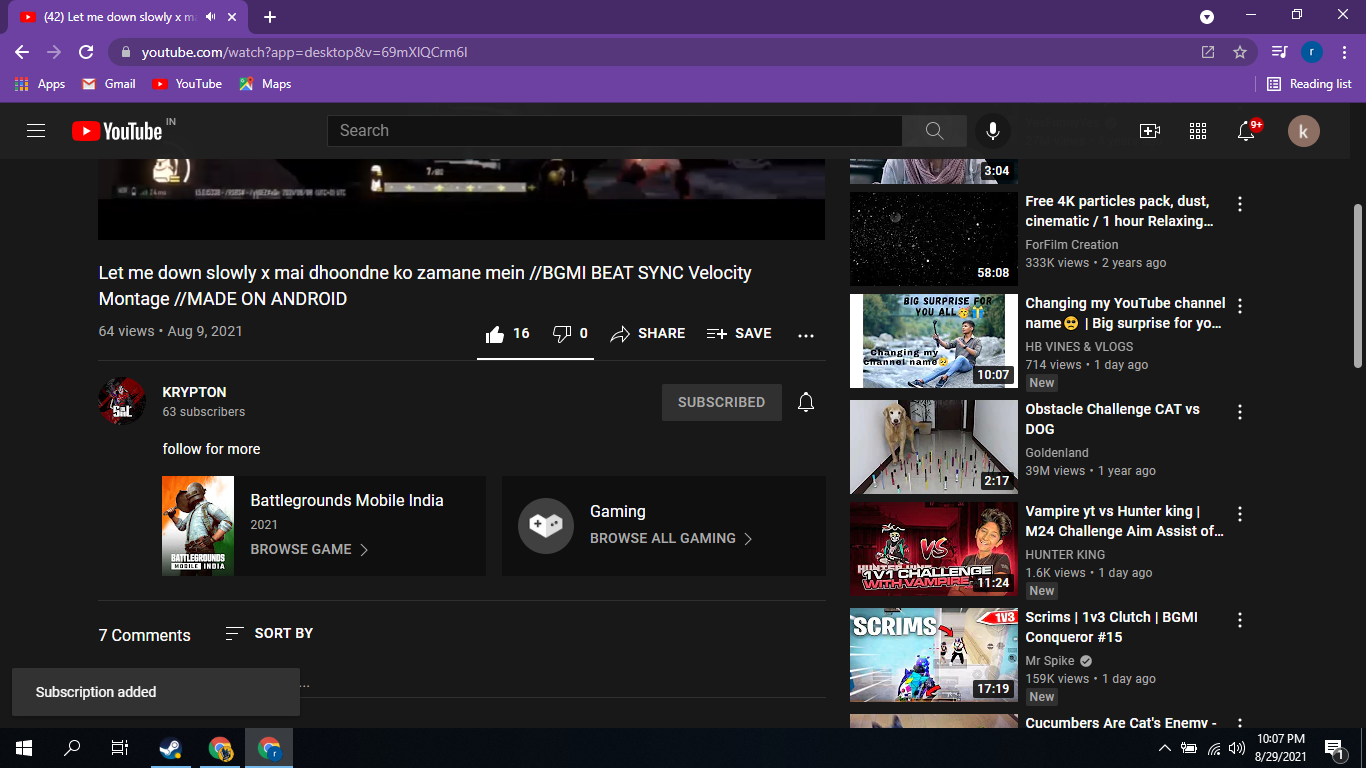 (42) Let me down slowly x ma
youtube.com/watch?app=desktop&v=69mXlQCrm6I
r
Apps
Gmail
YouTube
Maps
Reading list
YouTube
IN
Search
9+
k
3:04
Let me down slowly x mai dhoondne ko zamane mein //BGMI BEAT SYNC Velocity
Montage //MADE ON ANDROID
64 views • Aug 9, 2021
16
0
SHARE
SAVE
KRYPTON
63 subscribers
SUBSCRIBED
follow for more
BATTLEGROUNDS
MOBILE INDIA
Battlegrounds Mobile India
2021
BROWSE GAME
Gaming
BROWSE ALL GAMING
7 Comments
SORT BY
Subscription added
58:08
Free 4K particles pack, dust,
cinematic / 1 hour Relaxing...
ForFilm Creation
333K views • 2 years ago
BIG SURPRISE FOR
YOU ALL
Changing my
Channel name
10:07
Changing my YouTube channel
name🥺 | Big surprise for yo...
HB VINES & VLOGS
714 views • 1 day ago
New
2:17
Obstacle Challenge CAT vs
DOG
Goldenland
39M views • 1 year ago
VS
HUNTER KING
1V1 CHALLENGE
WITH VAMPIRE
11:24
Vampire yt vs Hunter king |
M24 Challenge Aim Assist of...
HUNTER KING
1.6K views • 1 day ago
New
SCRIMS
1V3
17:19
Scrims | 1v3 Clutch | BGMI
Conqueror #15
Mr Spike
159K views • 1 day ago
New
Cucumbers Are Cat's Enemy -
r
10:07 PM
8/29/2021
1